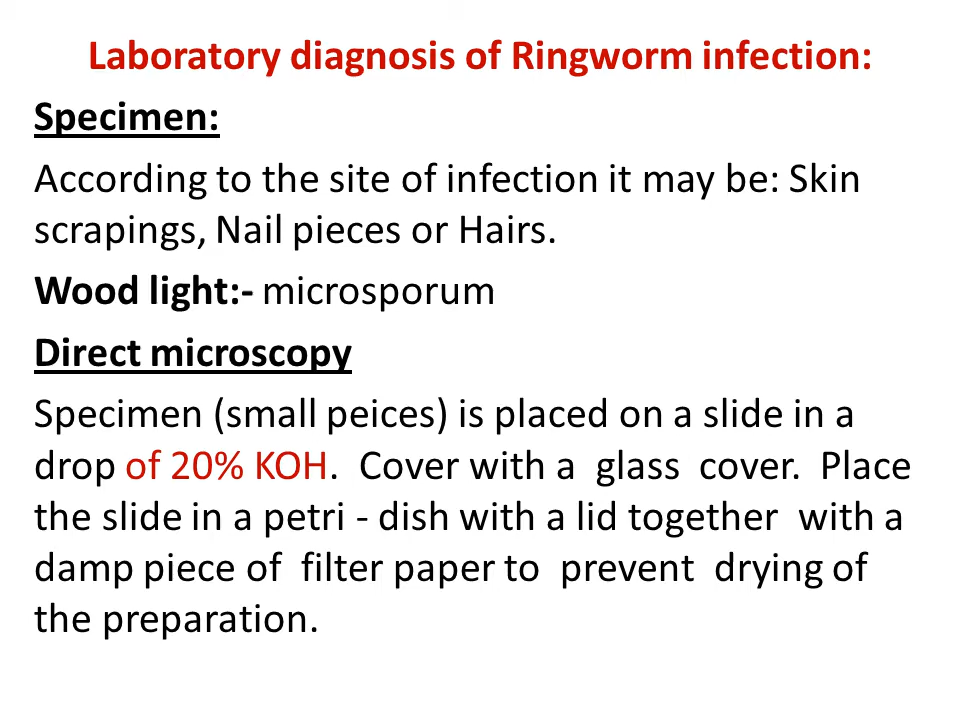 Laboratory diagnosis of Ringworm infection:
Specimen:
According to the site of infection it may be: Skin
scrapings, Nail pieces or Hairs.
Wood light:- microsporum
Direct microscopy
Specimen (small peices) is placed on a slide in a
drop of 20% KOH.  Cover with a  glass  cover.  Place
the slide in a petri - dish with a lid together  with a
damp piece of  filter paper to  prevent  drying of
the preparation.